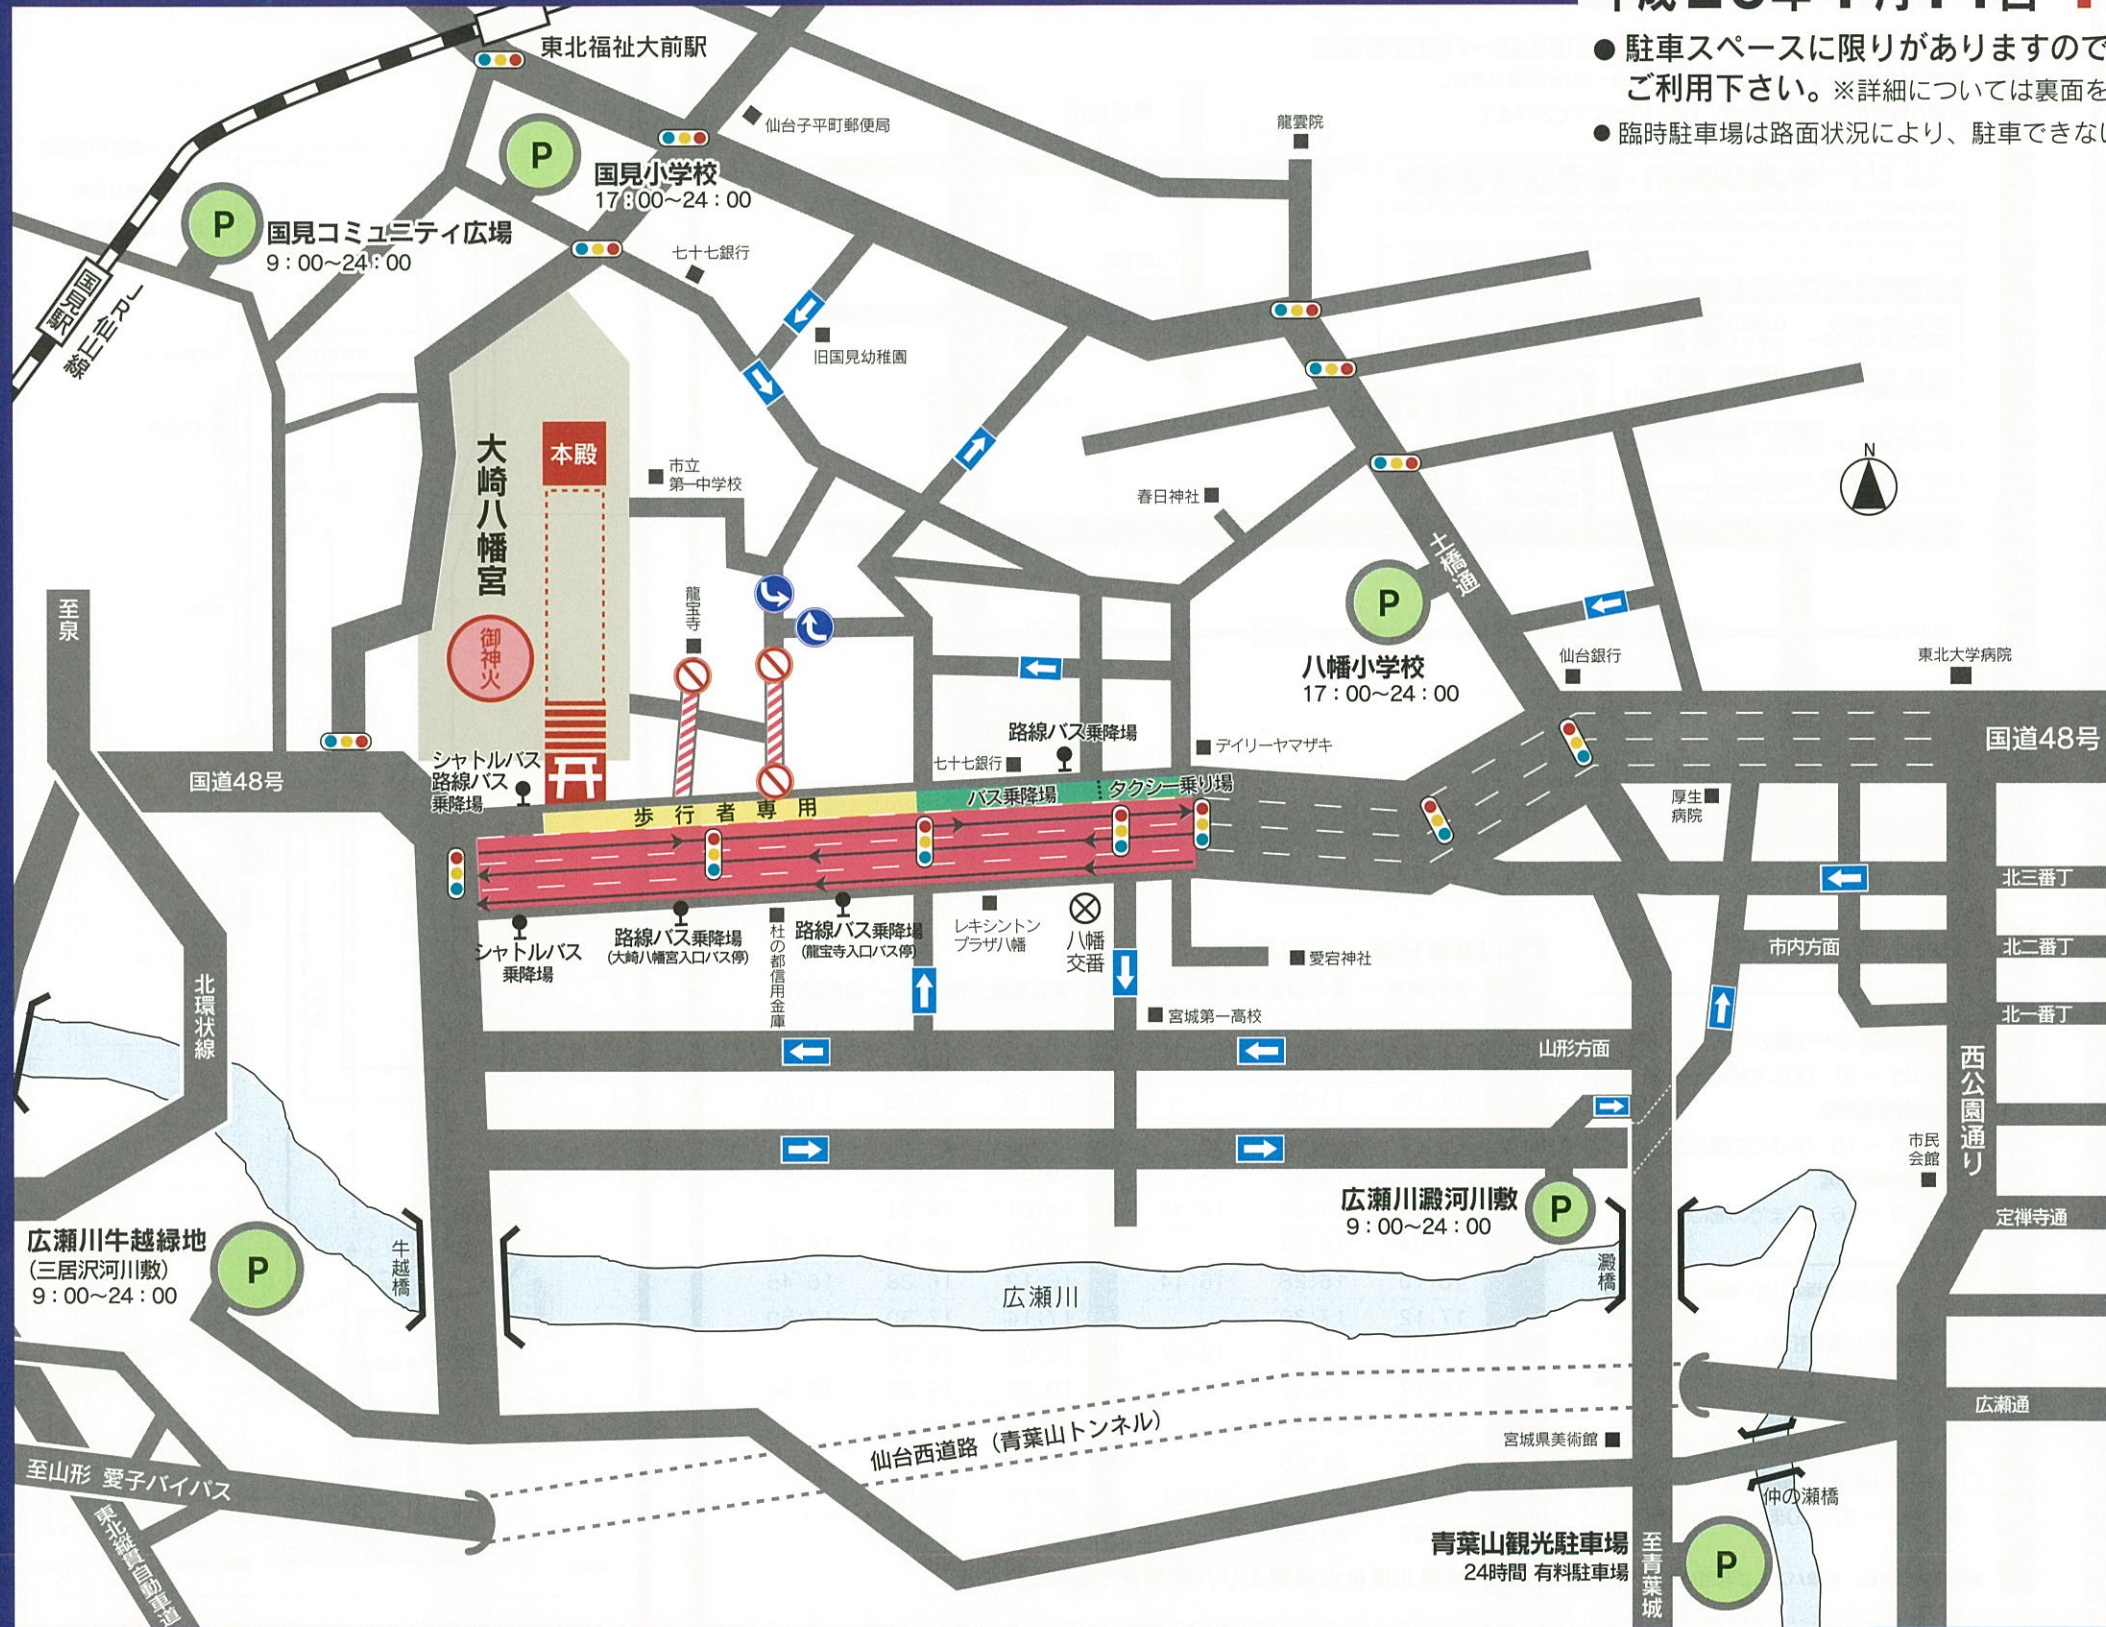 ●駐車スペースに限りがありますので
ご利用下さい。※詳細については裏面を
●臨時駐車場は路面状況により、駐車できない
東北福祉大前駅
仙台子平町郵便局
龍雲院
P
国見小学校
17:00〜24:00
P
国見コミュニティ広場
9:00〜24:00
国見駅
JR仙山線
七十七銀行
旧国見幼稚園
大崎八幡宮
本殿
御神火
市立
第一中学校
春日神社
N
土橋通
P
八幡小学校
17:00〜24:00
龍宝寺
至泉
仙台銀行
東北大学病院
国道48号
国道48号
シャトルバス
路線バス
乗降場
路線バス乗降場
七十七銀行
デイリーヤマザキ
歩行者専用
バス乗降場
タクシー乗り場
厚生
病院
シャトルバス
乗降場
路線バス乗降場
(大崎八幡宮入口バス停)
杜の都信用金庫
路線バス乗降場
(龍宝寺入口バス停)
レキシントン
プラザ八幡
八幡
交番
愛宕神社
宮城第一高校
北三番丁
市内方面
北二番丁
北一番丁
北環状線
山形方面
西公園通り
市民
会館
定禅寺通
広瀬川澱河川敷
9:00〜24:00
P
広瀬川牛越緑地
(三居沢河川敷)
9:00〜24:00
P
牛越橋
澱橋
広瀬川
広瀬通
仙台西道路(青葉山トンネル)
宮城県美術館
仲の瀬橋
至山形 愛子バイパス
東北縦貫自動車道
青葉山観光駐車場
24時間 有料駐車場
P
至青葉城